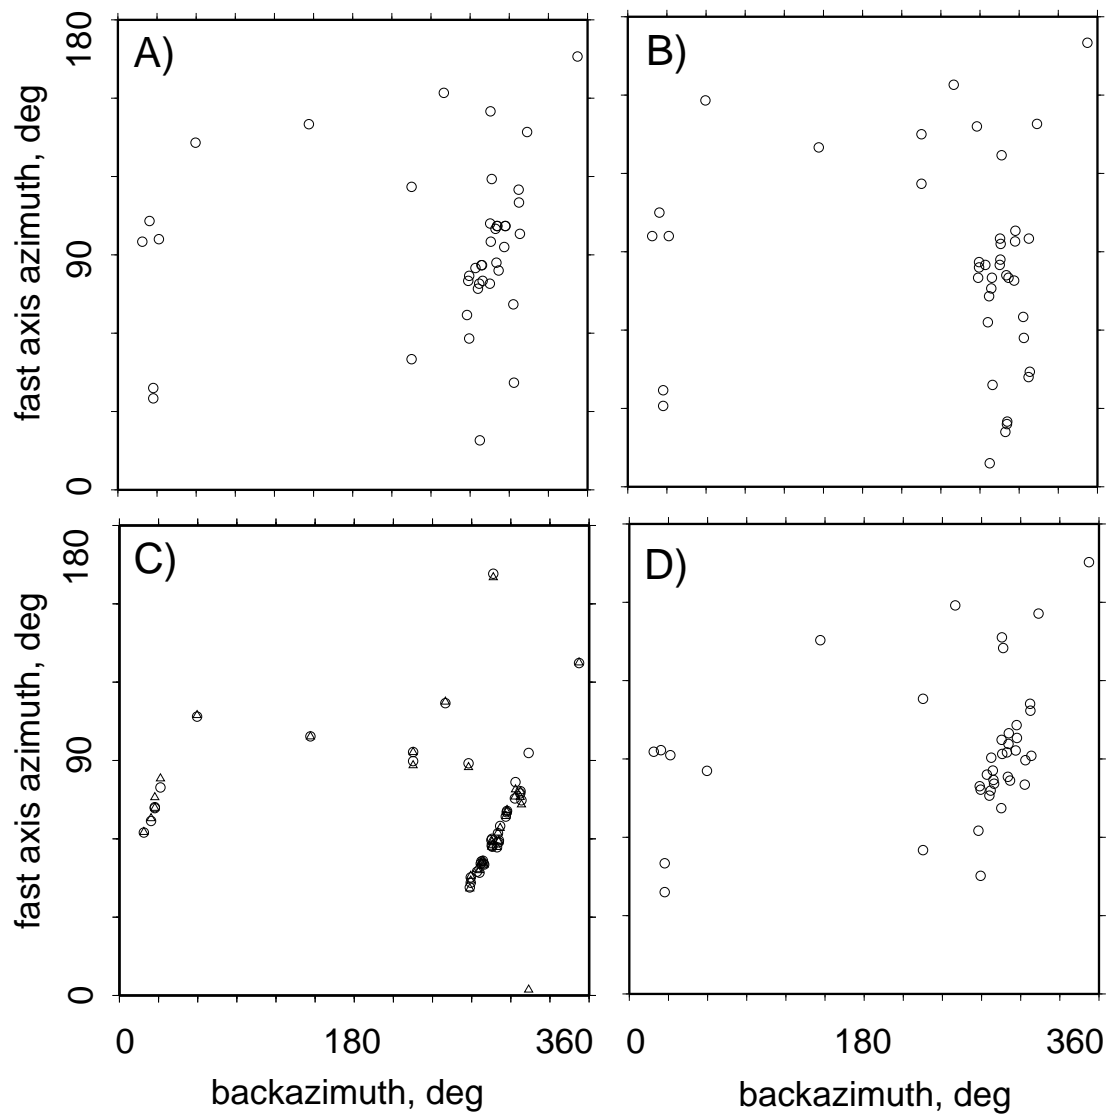 A)
B)
180
90
0
fast axis azimuth, deg
C)
D)
180
90
0
fast axis azimuth, deg
0 180 360
0 180 360
backazimuth, deg
backazimuth, deg